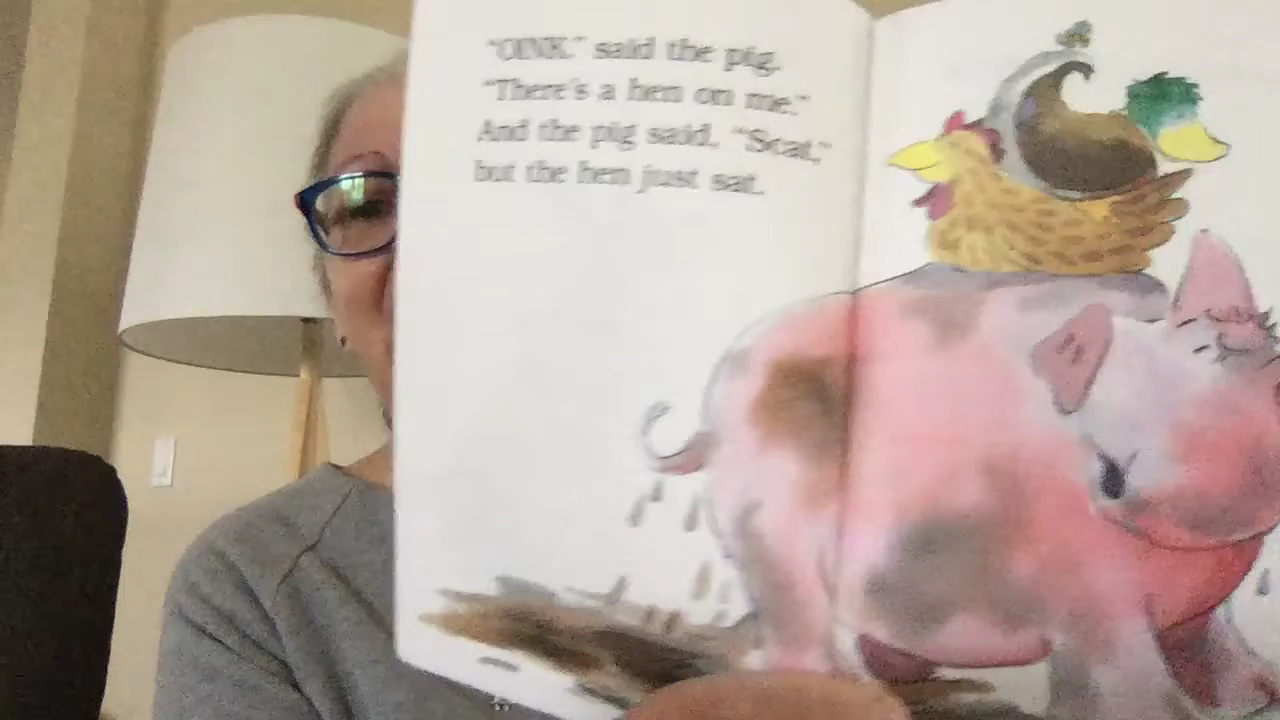 "OINK." said the pig.
"There's a hen on me."
And the pig said, "Scat,"
but the hen just sat.